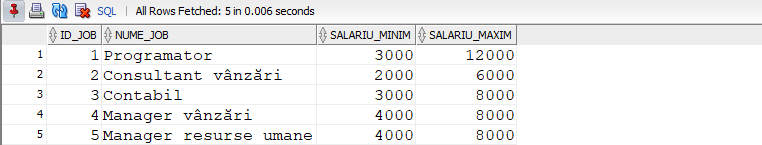 SQL | All Rows Fetched: 5 in 0.006 seconds
ID_JOB NUME_JOB SALARIU_MINIM SALARIU_MAXIM
1 1 Programator 3000 12000
2 2 Consultant vânzări 2000 6000
3 3 Contabil 3000 8000
4 4 Manager vânzări 4000 8000
5 5 Manager resurse umane 4000 8000